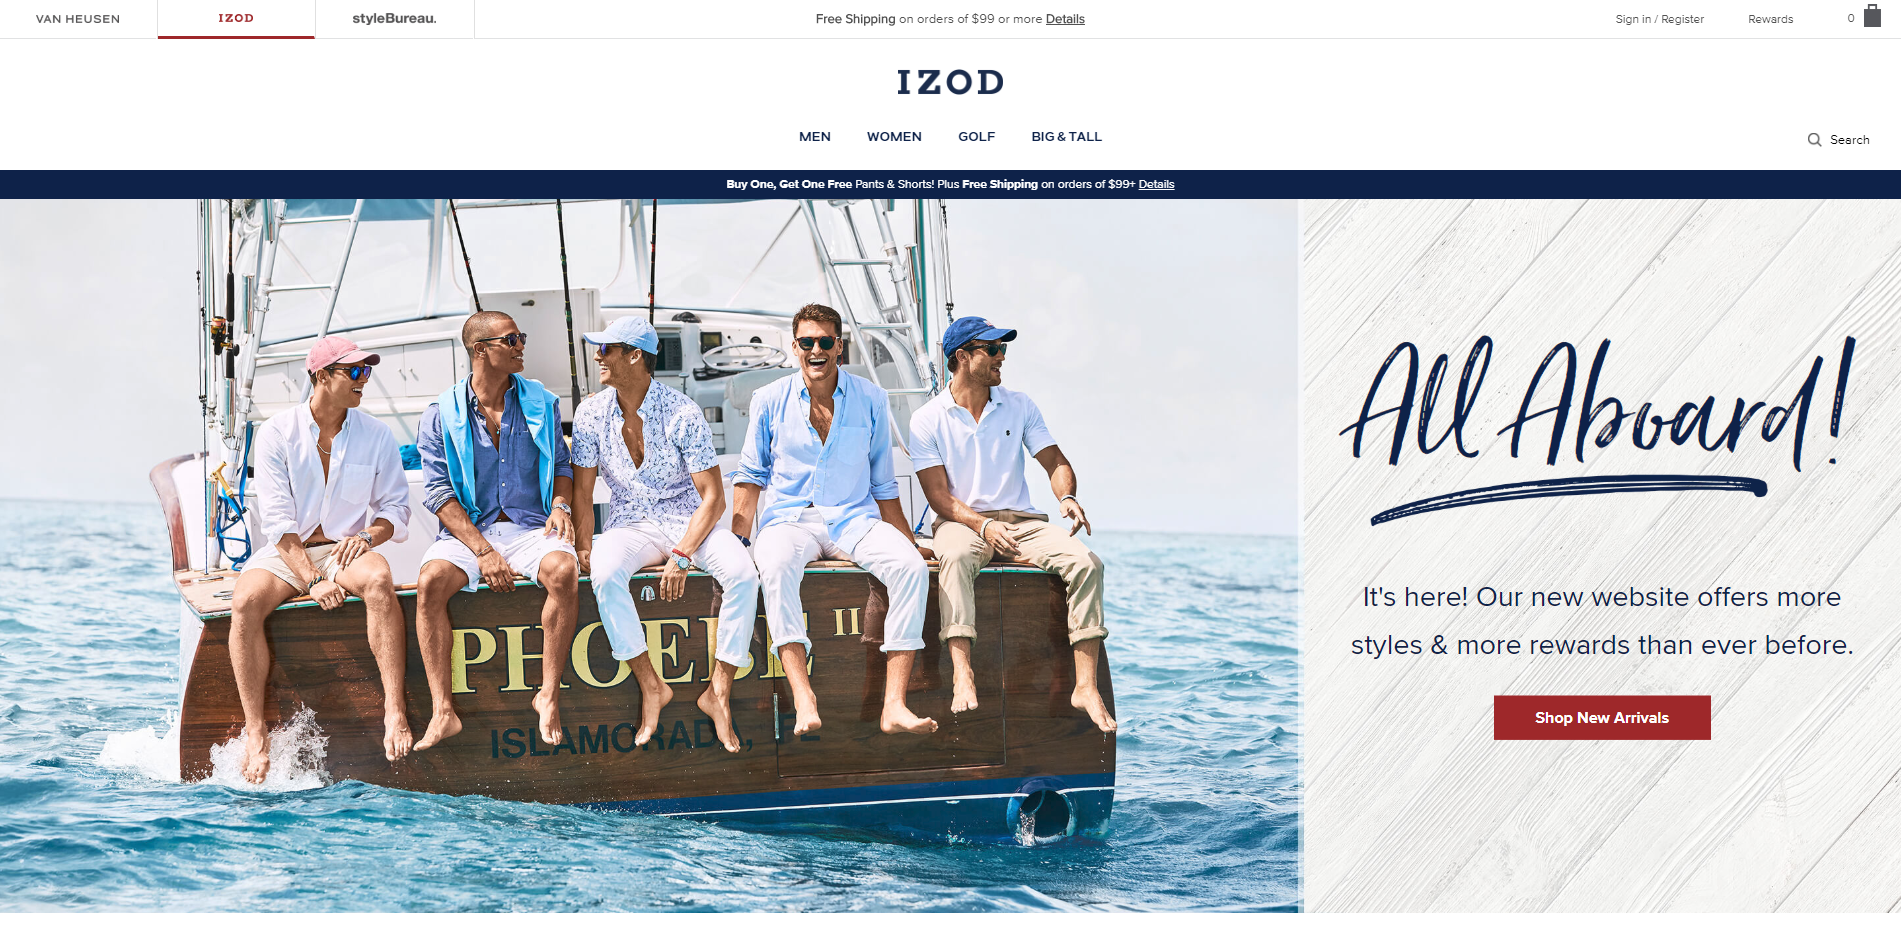 VAN HEUSEN
IZOD
styleBureau.
Free Shipping on orders of $99 or more Details
Sign in / Register
Rewards
0
IZOD
MEN
WOMEN
GOLF
BIG & TALL
Search
Buy One, Get One Free Pants & Shorts! Plus Free Shipping on orders of $99+ Details
PHOEBE II
ISLAMORADA, FL
All Aboard!
It's here! Our new website offers more
styles & more rewards than ever before.
Shop New Arrivals